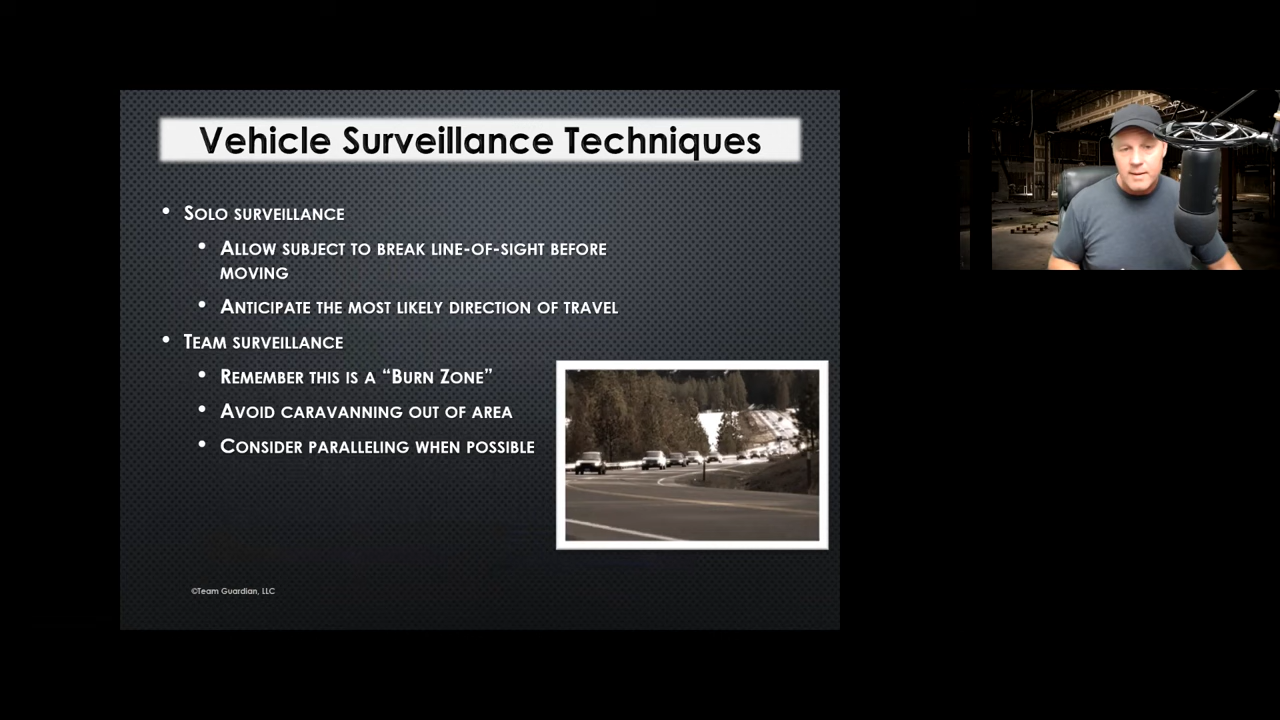 Vehicle Surveillance Techniques
• Solo surveillance
• Allow subject to break line-of-sight before
moving
• Anticipate the most likely direction of travel
• Team surveillance
• Remember this is a “Burn Zone”
• Avoid caravanning out of area
• Consider paralleling when possible
©Team Guardian, LLC